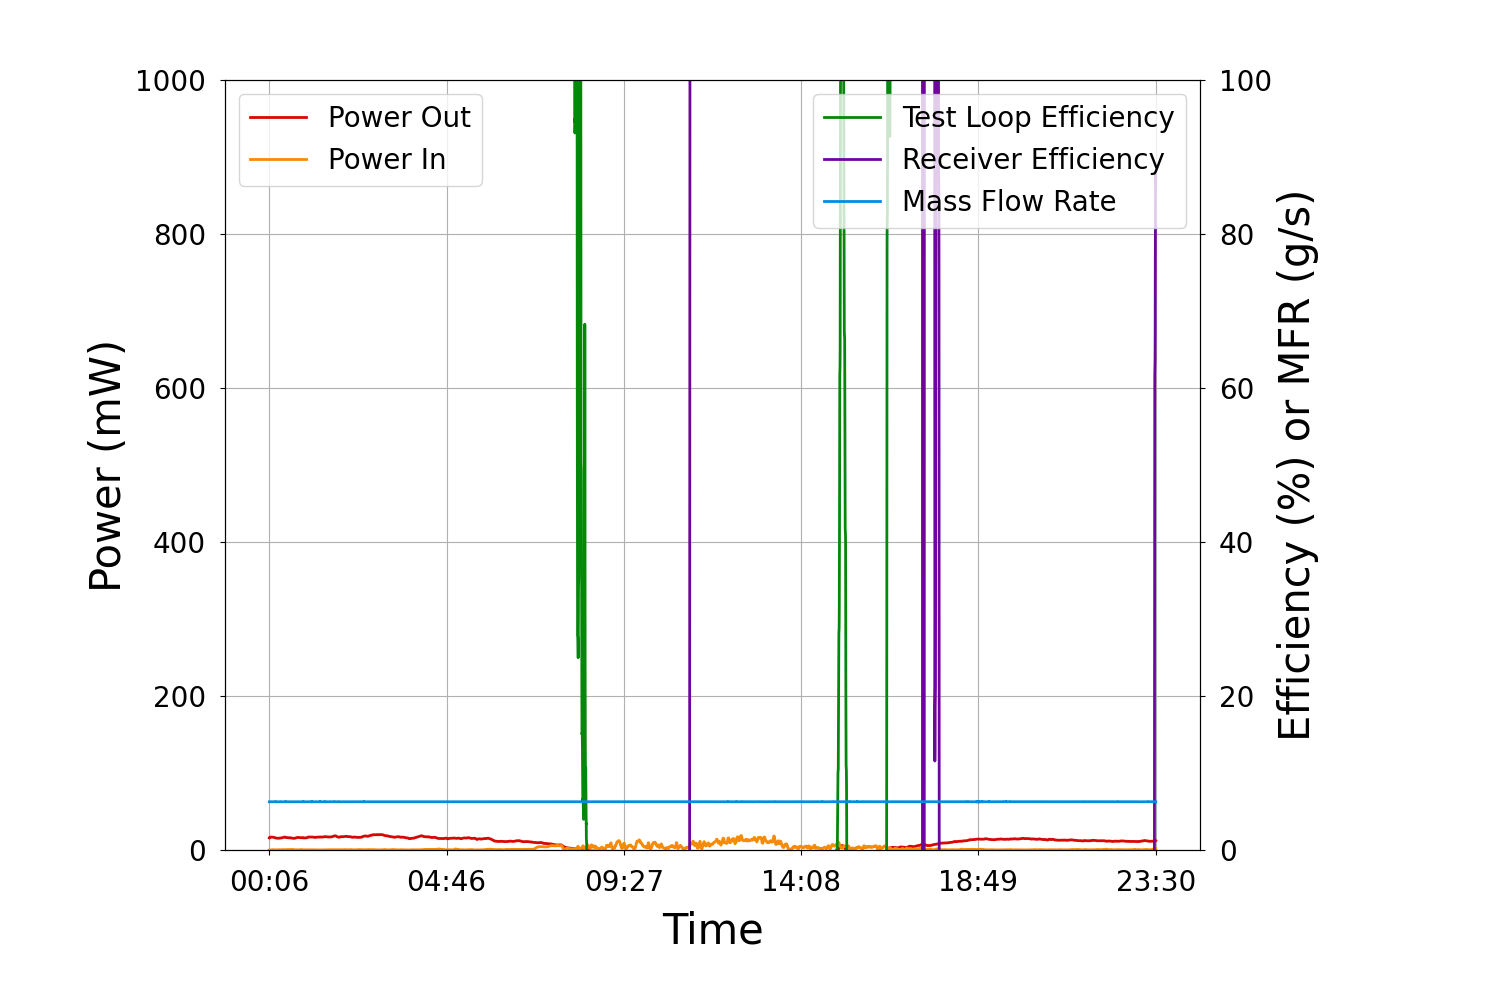 1000
800
600
400
200
0
Power (mW)
Power Out
Power In
Test Loop Efficiency
Receiver Efficiency
Mass Flow Rate
100
80
60
40
20
0
Efficiency (%) or MFR (g/s)
00:06 04:46 09:27 14:08 18:49 23:30
Time